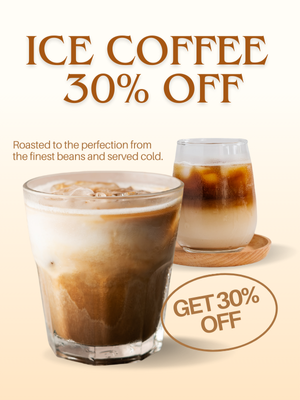 ICE COFFEE
30% OFF
Roasted to the perfection from
the finest beans and served cold.
GET 30%
OFF